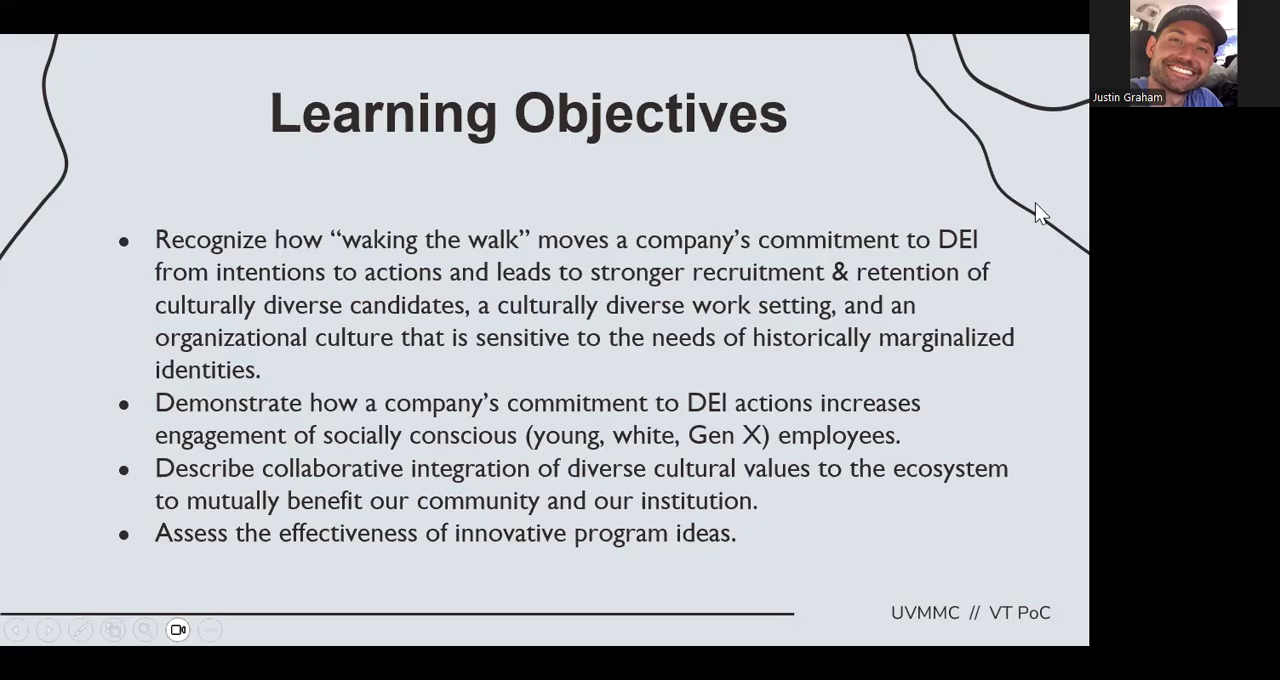 Justin Graham
Learning Objectives
● Recognize how “waking the walk” moves a company’s commitment to DEI
from intentions to actions and leads to stronger recruitment & retention of
culturally diverse candidates, a culturally diverse work setting, and an
organizational culture that is sensitive to the needs of historically marginalized
identities.
● Demonstrate how a company’s commitment to DEI actions increases
engagement of socially conscious (young, white, Gen X) employees.
● Describe collaborative integration of diverse cultural values to the ecosystem
to mutually benefit our community and our institution.
● Assess the effectiveness of innovative program ideas.
UVMMC // VT PoC